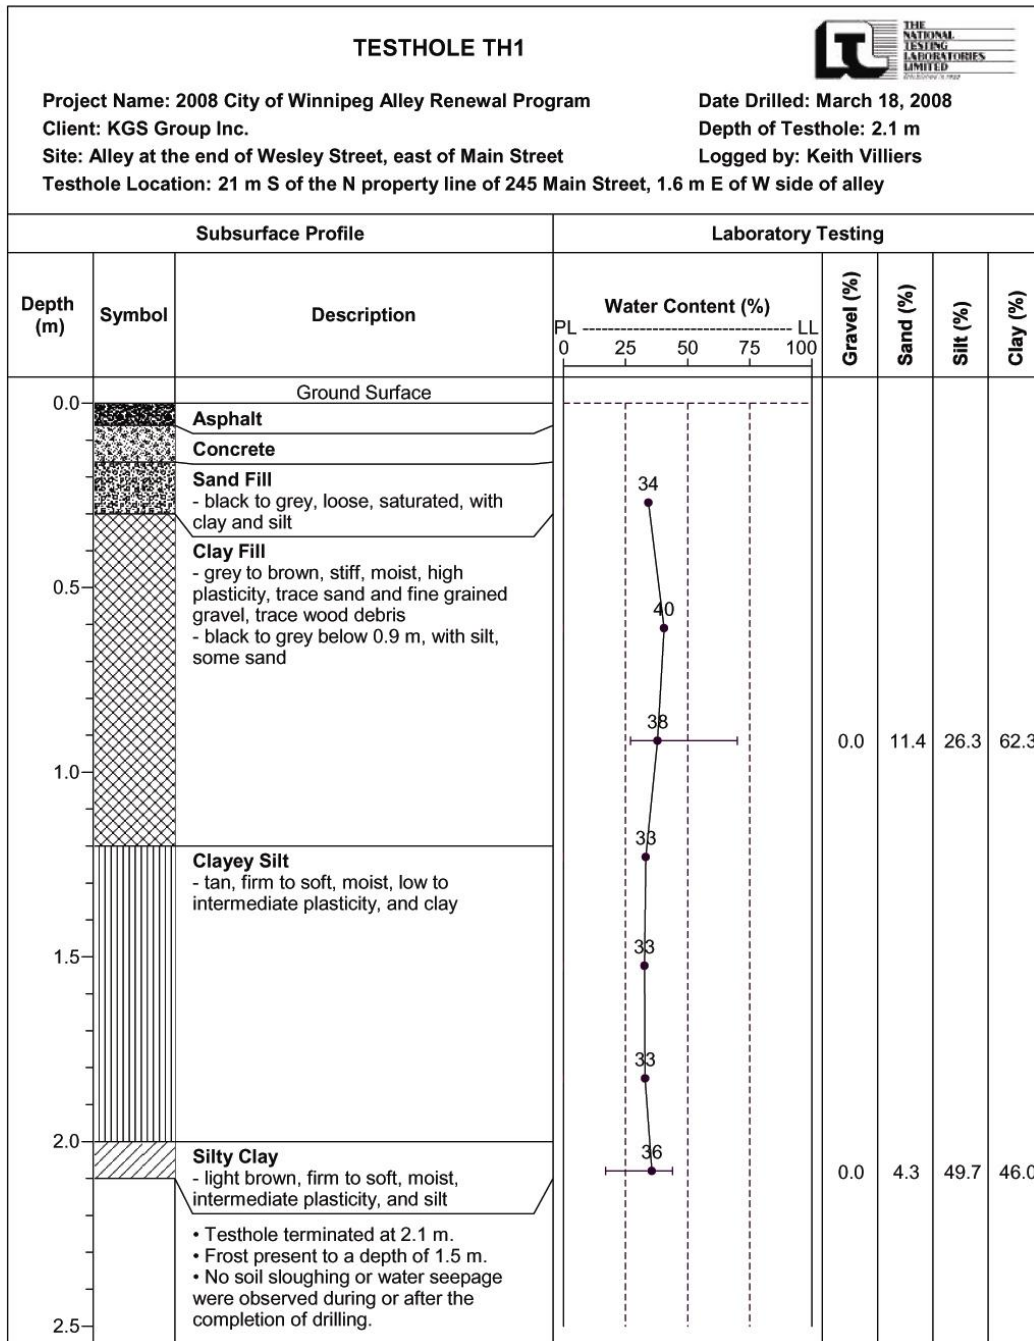 TESTHOLE TH1
THE
NATIONAL
TESTING
LABORATORIES
LIMITED
Project Name: 2008 City of Winnipeg Alley Renewal Program
Date Drilled: March 18, 2008
Client: KGS Group Inc.
Depth of Testhole: 2.1 m
Site: Alley at the end of Wesley Street, east of Main Street
Logged by: Keith Villiers
Testhole Location: 21 m S of the N property line of 245 Main Street, 1.6 m E of W side of alley
Subsurface Profile
Laboratory Testing
Depth
(m)
Symbol
Description
Water Content (%)
PL -------------------------------- LL
0 25 50 75 100
Gravel (%)
Sand (%)
Silt (%)
Clay (%)
Ground Surface
0.0
Asphalt
Concrete
Sand Fill
- black to grey, loose, saturated, with
clay and silt
34
Clay Fill
- grey to brown, stiff, moist, high
plasticity, trace sand and fine grained
gravel, trace wood debris
- black to grey below 0.9 m, with silt,
some sand
0.5
40
38
0.0 11.4 26.3 62.3
1.0
33
Clayey Silt
- tan, firm to soft, moist, low to
intermediate plasticity, and clay
1.5
33
33
2.0
Silty Clay
- light brown, firm to soft, moist,
intermediate plasticity, and silt
36
0.0 4.3 49.7 46.0
• Testhole terminated at 2.1 m.
• Frost present to a depth of 1.5 m.
• No soil sloughing or water seepage
were observed during or after the
completion of drilling.
2.5